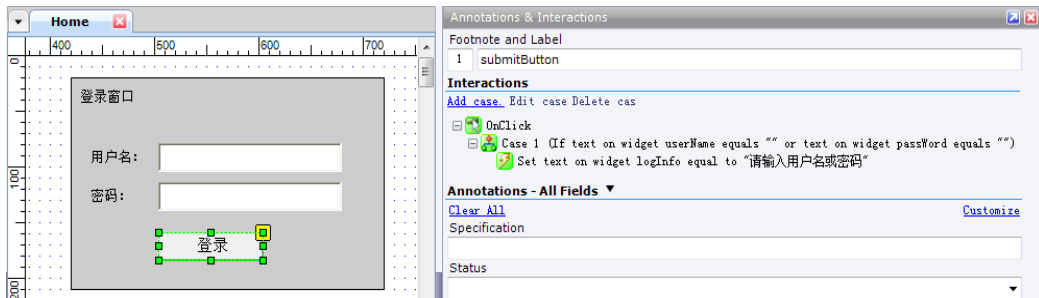 Home
400 500 600 700
0
100
200
登录窗口
用户名：
密码：
登录
Annotations & Interactions
Footnote and Label
1 submitButton
Interactions
Add case. Edit case Delete cas
OnClick
Case 1 (If text on widget userName equals "" or text on widget passWord equals "")
Set text on widget logInfo equal to "请输入用户名或密码"
Annotations - All Fields ▼
Clear All Customize
Specification
Status